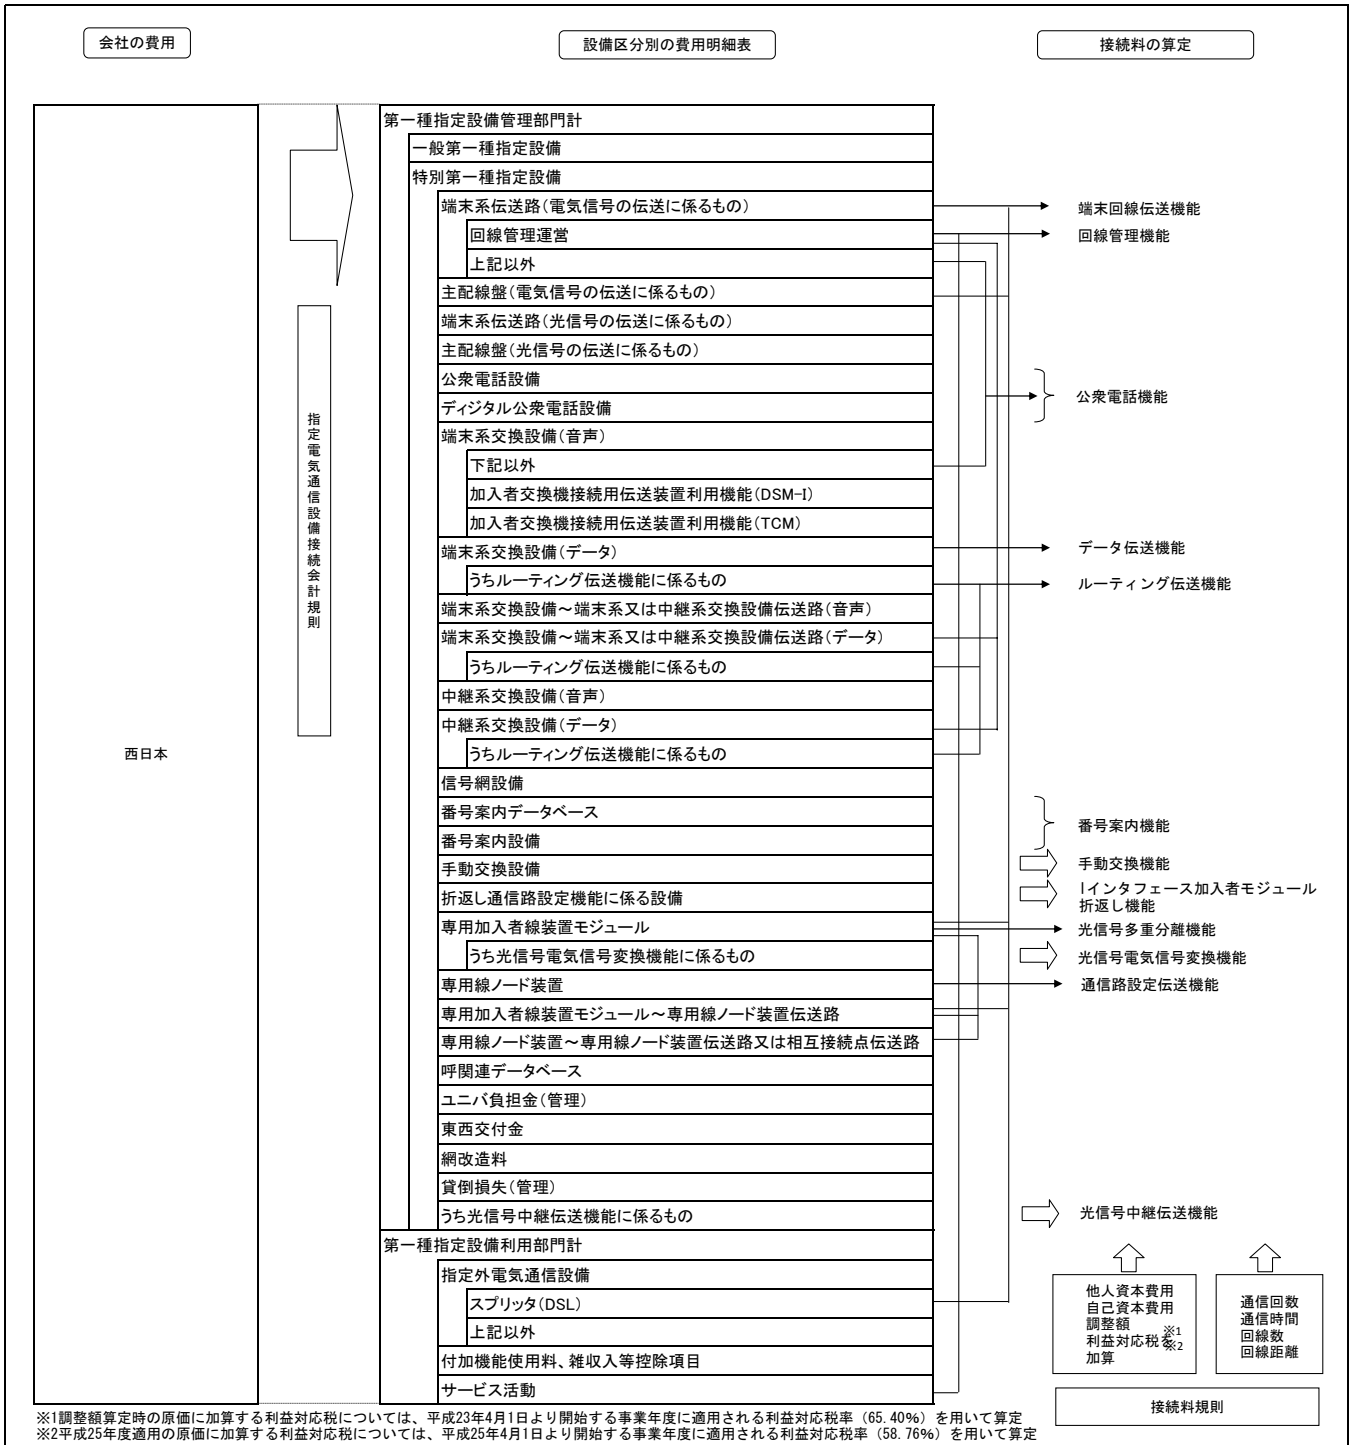 会社の費用
設備区分別の費用明細表
接続料の算定
西日本
指定電気通信設備接続会計規則
第一種指定設備管理部門計
一般第一種指定設備
特別第一種指定設備
端末系伝送路(電気信号の伝送に係るもの)
回線管理運営
上記以外
主配線盤(電気信号の伝送に係るもの)
端末系伝送路(光信号の伝送に係るもの)
主配線盤(光信号の伝送に係るもの)
公衆電話設備
ディジタル公衆電話設備
端末系交換設備(音声)
下記以外
加入者交換機接続用伝送装置利用機能(DSM-I)
加入者交換機接続用伝送装置利用機能(TCM)
端末系交換設備(データ)
うちルーティング伝送機能に係るもの
端末系交換設備～端末系又は中継系交換設備伝送路(音声)
端末系交換設備～端末系又は中継系交換設備伝送路(データ)
うちルーティング伝送機能に係るもの
中継系交換設備(音声)
中継系交換設備(データ)
うちルーティング伝送機能に係るもの
信号網設備
番号案内データベース
番号案内設備
手動交換設備
折返し通信路設定機能に係る設備
専用加入者線装置モジュール
うち光信号電気信号変換機能に係るもの
専用線ノード装置
専用加入者線装置モジュール～専用線ノード装置伝送路
専用線ノード装置～専用線ノード装置伝送路又は相互接続点伝送路
呼関連データベース
ユニバ負担金(管理)
東西交付金
網改造料
貸倒損失(管理)
うち光信号中継伝送機能に係るもの
第一種指定設備利用部門計
指定外電気通信設備
スプリッタ(DSL)
上記以外
付加機能使用料、雑収入等控除項目
サービス活動
端末回線伝送機能
回線管理機能
公衆電話機能
データ伝送機能
ルーティング伝送機能
番号案内機能
手動交換機能
Iインタフェース加入者モジュール
折返し機能
光信号多重分離機能
光信号電気信号変換機能
通信路設定伝送機能
光信号中継伝送機能
他人資本費用
自己資本費用
調整額 ※1
利益対応税を ※2
加算
通信回数
通信時間
回線数
回線距離
接続料規則
※1調整額算定時の原価に加算する利益対応税については、平成23年4月1日より開始する事業年度に適用される利益対応税率（65.40%）を用いて算定
※2平成25年度適用の原価に加算する利益対応税については、平成25年4月1日より開始する事業年度に適用される利益対応税率（58.76%）を用いて算定